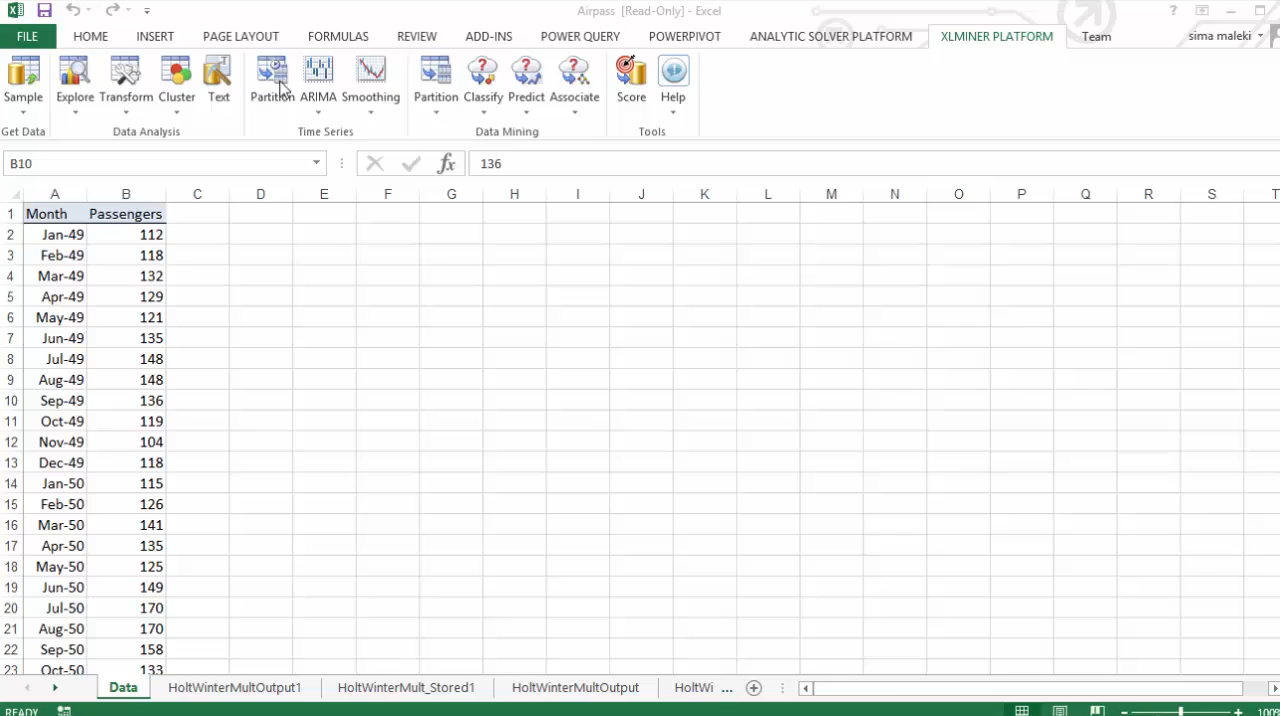 Airpass [Read-Only] - Excel
FILE HOME INSERT PAGE LAYOUT FORMULAS REVIEW ADD-INS POWER QUERY POWERPIVOT ANALYTIC SOLVER PLATFORM XLMINER PLATFORM Team sima maleki
Sample Explore Transform Cluster Text Partition ARIMA Smoothing Partition Classify Predict Associate Score Help
Get Data Data Analysis Time Series Data Mining Tools
B10 fx 136
A B C D E F G H I J K L M N O P Q R S T
1 Month Passengers
2 Jan-49 112
3 Feb-49 118
4 Mar-49 132
5 Apr-49 129
6 May-49 121
7 Jun-49 135
8 Jul-49 148
9 Aug-49 148
10 Sep-49 136
11 Oct-49 119
12 Nov-49 104
13 Dec-49 118
14 Jan-50 115
15 Feb-50 126
16 Mar-50 141
17 Apr-50 135
18 May-50 125
19 Jun-50 149
20 Jul-50 170
21 Aug-50 170
22 Sep-50 158
23 Oct-50 133
Data HoltWinterMultOutput1 HoltWinterMult_Stored1 HoltWinterMultOutput HoltWi ...
READY 100%